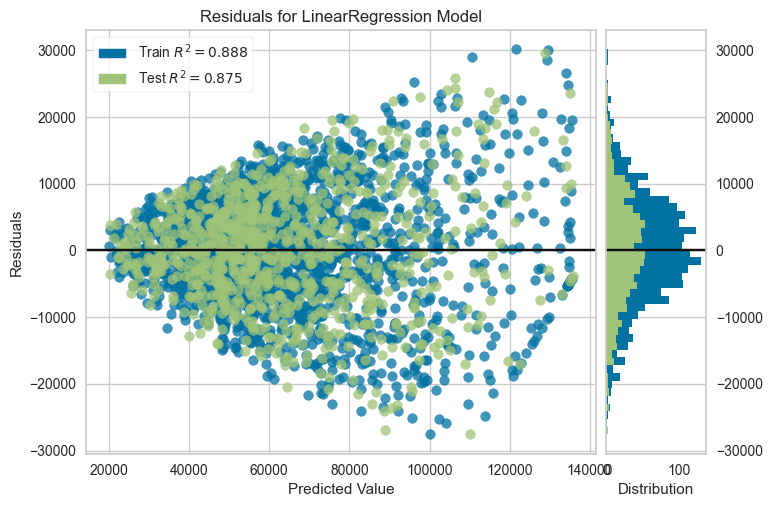 Residuals for LinearRegression Model
Train R² = 0.888
Test R² = 0.875
Residuals
30000
20000
10000
0
−10000
−20000
−30000
20000 40000 60000 80000 100000 120000 140000
Predicted Value
30000
20000
10000
0
−10000
−20000
−30000
0 100
Distribution